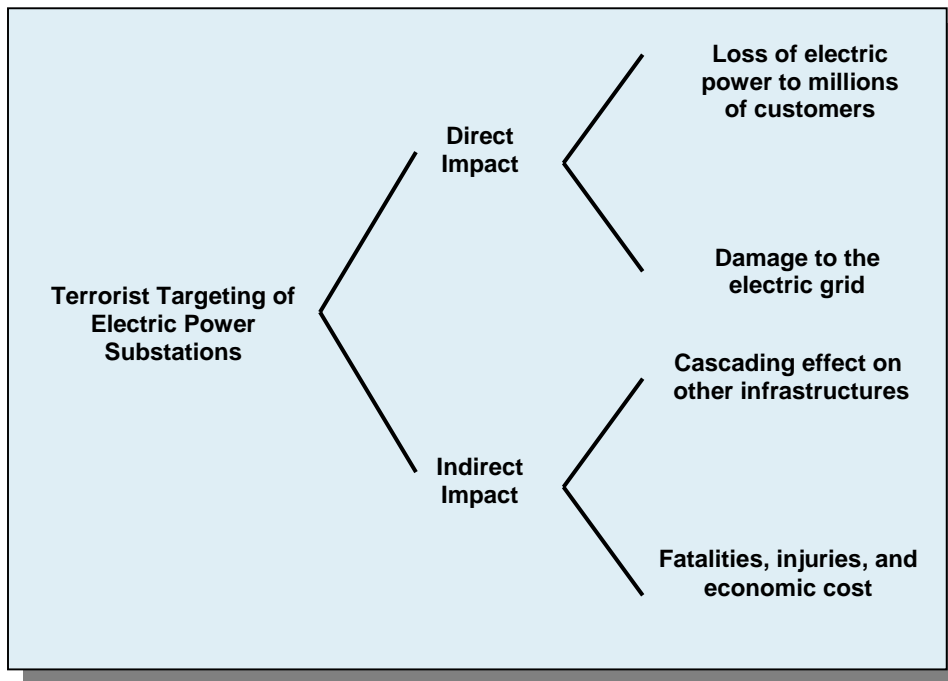 Terrorist Targeting of
Electric Power
Substations
Direct
Impact
Loss of electric
power to millions
of customers
Damage to the
electric grid
Indirect
Impact
Cascading effect on
other infrastructures
Fatalities, injuries, and
economic cost